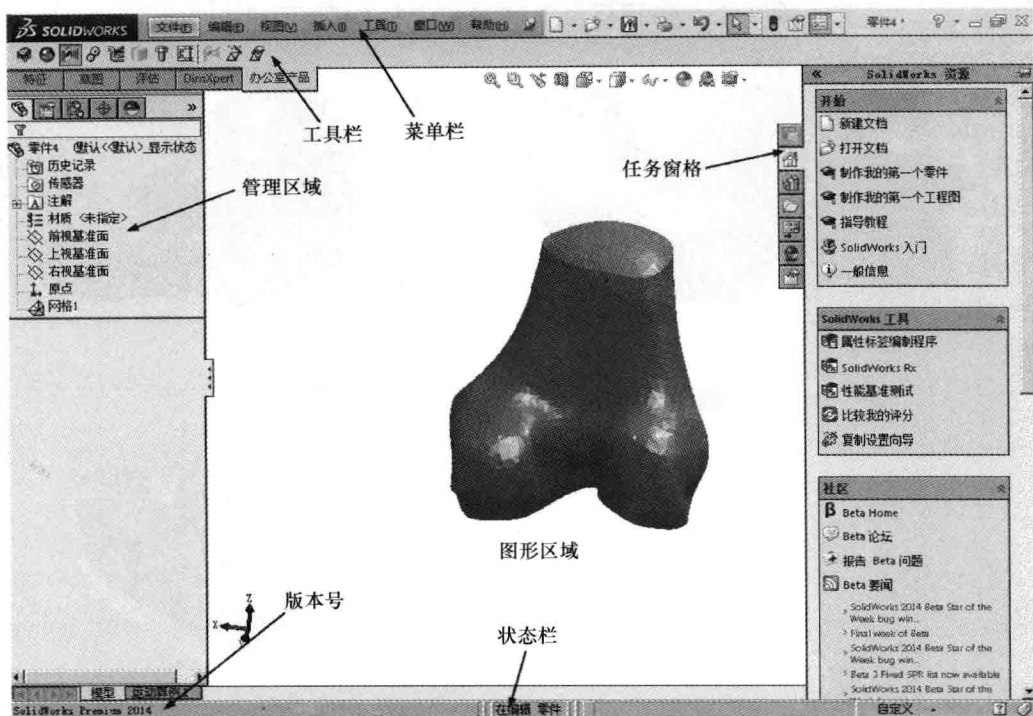 SOLIDWORKS 文件(F) 编辑(E) 视图(V) 插入(I) 工具(T) 窗口(W) 帮助(H) 零件4 *
特征 草图 评估 DimXpert 办公室产品
工具栏
菜单栏
任务窗格
管理区域
零件4 (默认<<默认>_显示状态
历史记录
传感器
注解
材质 <未指定>
前视基准面
上视基准面
右视基准面
原点
网格1
图形区域
版本号
状态栏
Z
X
模型
SolidWorks Premium 2014
在编辑 零件
自定义
SolidWorks 资源
开始
新建文档
打开文档
制作我的第一个零件
制作我的第一个工程图
指导教程
SolidWorks 入门
一般信息
SolidWorks 工具
属性标签编制程序
SolidWorks Rx
性能基准测试
比较我的评分
复制设置向导
社区
Beta Home
Beta 论坛
报告 Beta 问题
Beta 要闻
SolidWorks 2014 Beta Star of the
Week bug win...
Final week of Beta
SolidWorks 2014 Beta Star of the
Week bug win...
Beta 3 Fixed SPR list now available
SolidWorks 2014 Beta Star of the